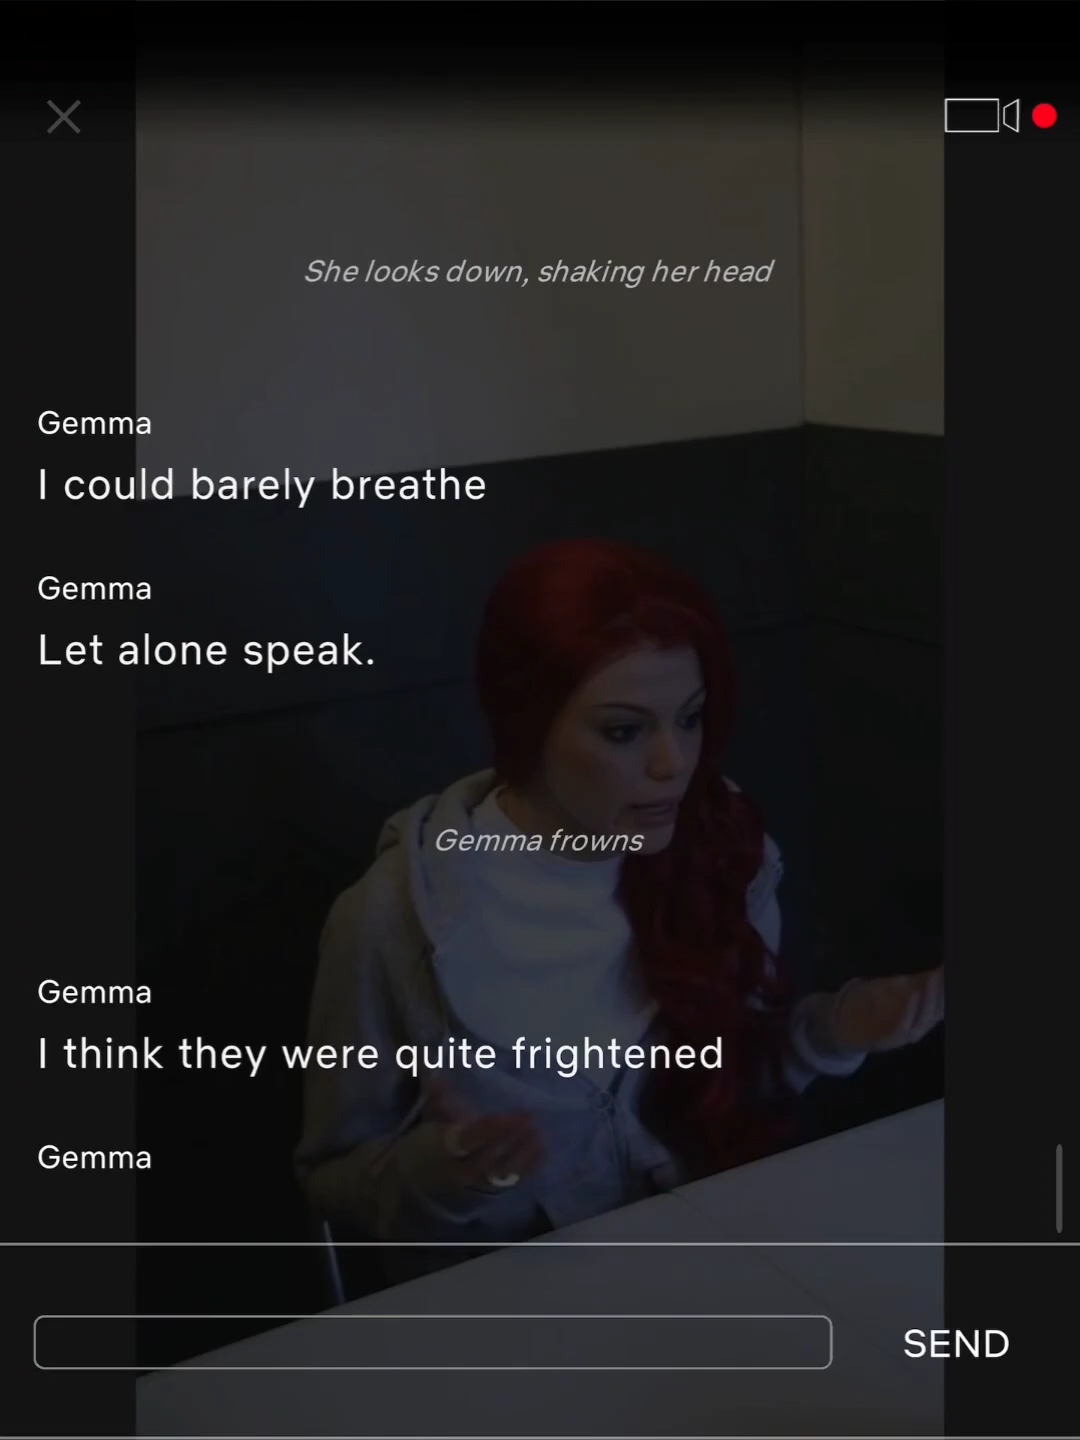 She looks down, shaking her head
Gemma
I could barely breathe
Gemma
Let alone speak.
Gemma frowns
Gemma
I think they were quite frightened
Gemma
SEND